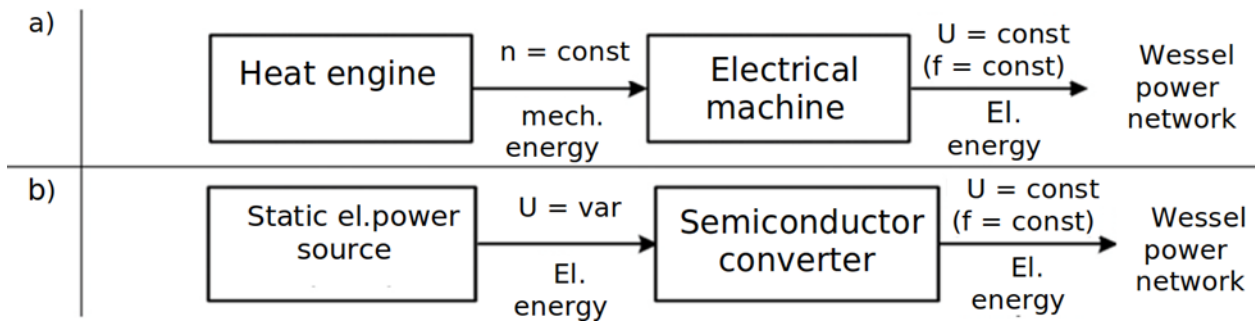 a)
Heat engine
n = const
mech.
energy
Electrical
machine
U = const
(f = const)
El.
energy
Wessel
power
network
b)
Static el.power
source
U = var
El.
energy
Semiconductor
converter
U = const
(f = const)
El.
energy
Wessel
power
network